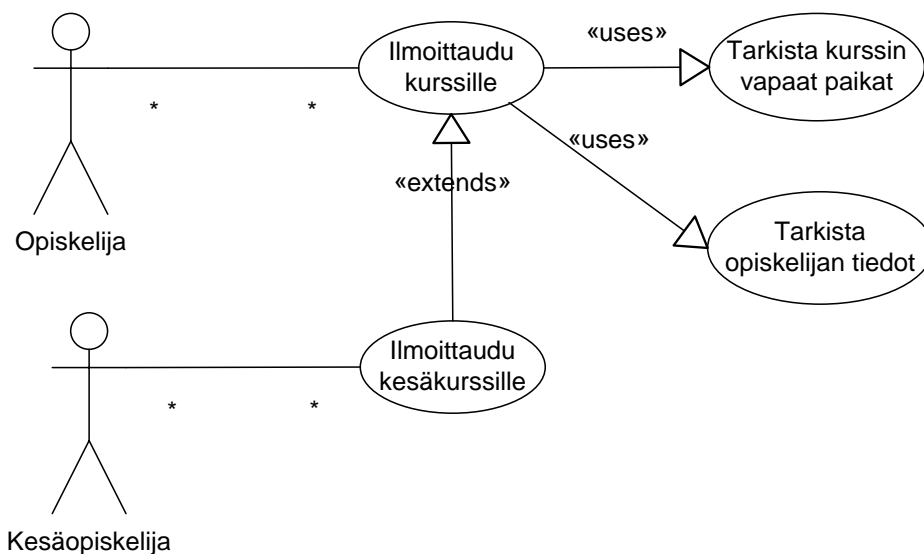 Ilmoittaudu
kurssille
«uses»
Tarkista kurssin
vapaat paikat
*
*
«uses»
«extends»
Opiskelija
Tarkista
opiskelijan tiedot
Ilmoittaudu
kesäkurssille
*
*
Kesäopiskelija